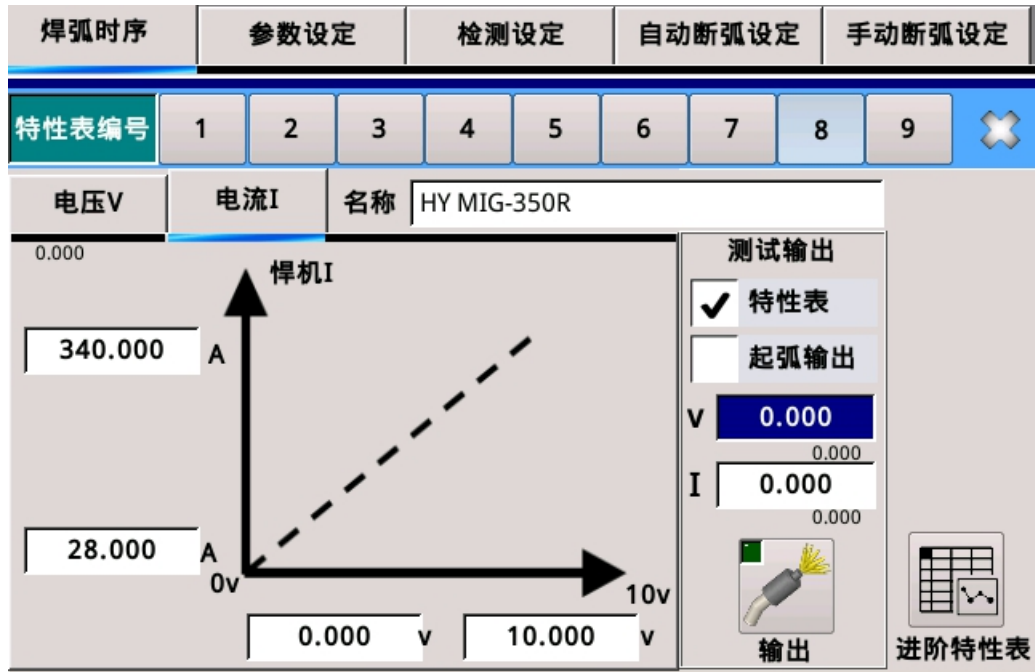 焊弧时序 参数设定 检测设定 自动断弧设定 手动断弧设定
特性表编号 1 2 3 4 5 6 7 8 9
电压V 电流I 名称 HY MIG-350R
0.000
悍机I
测试输出
特性表
340.000 A
起弧输出
V 0.000
0.000
I 0.000
0.000
28.000 A
0v
10v
0.000 v 10.000 v
输出
进阶特性表